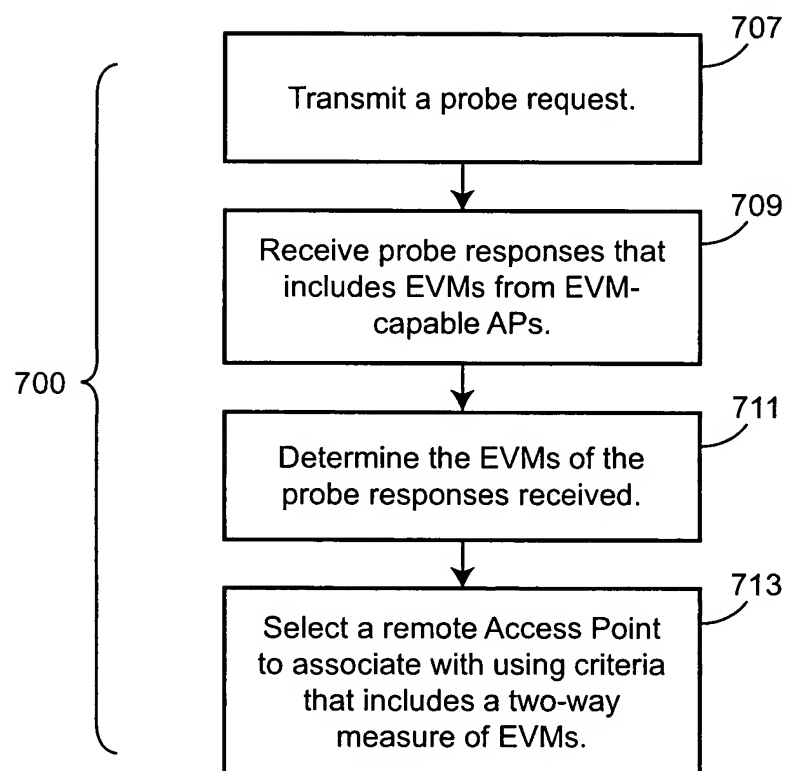 707
Transmit a probe request.
709
Receive probe responses that
includes EVMs from EVM-
capable APs.
700
711
Determine the EVMs of the
probe responses received.
713
Select a remote Access Point
to associate with using criteria
that includes a two-way
measure of EVMs.